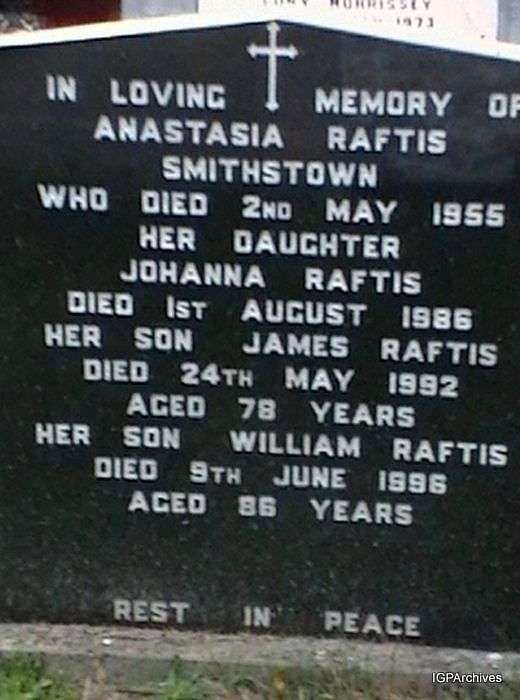 MORRISSEY
1973
IN LOVING MEMORY OF
ANASTASIA RAFTIS
SMITHSTOWN
WHO DIED 2ND MAY 1955
HER DAUGHTER
JOHANNA RAFTIS
DIED 1ST AUGUST 1986
HER SON JAMES RAFTIS
DIED 24TH MAY 1992
AGED 78 YEARS
HER SON WILLIAM RAFTIS
DIED 9TH JUNE 1996
AGED 86 YEARS
REST IN PEACE
IGPArchives